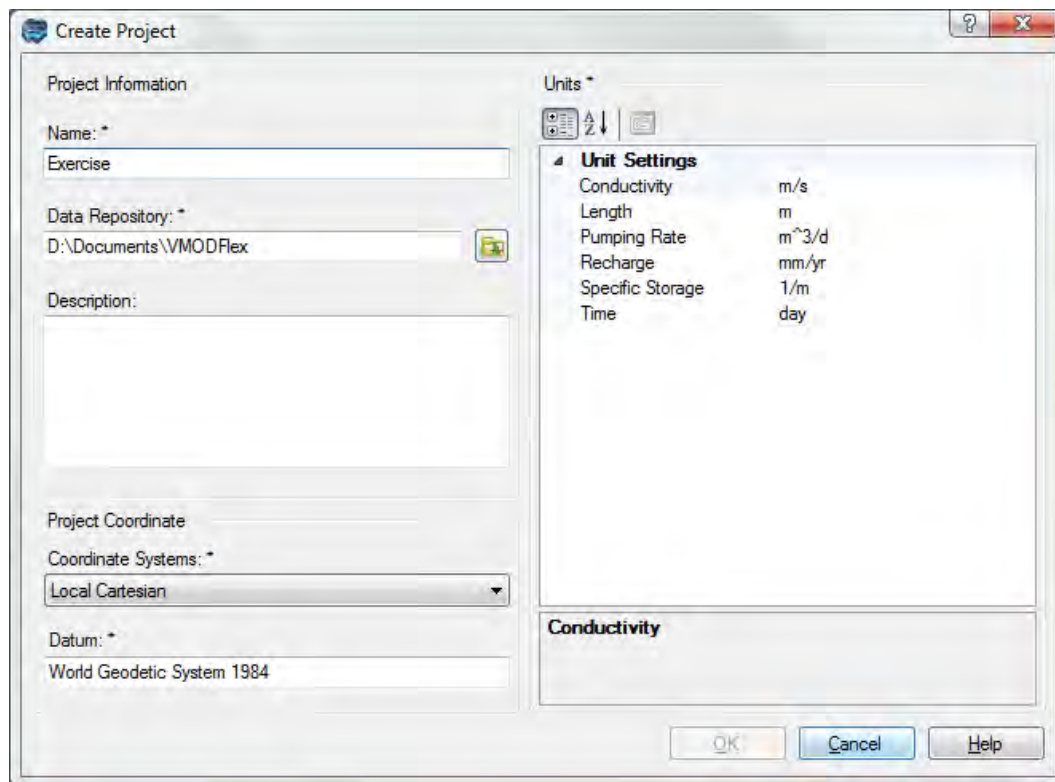 Create Project
Project Information
Name: *
Exercise
Data Repository: *
D:\Documents\VMODFlex
Description:
Project Coordinate
Coordinate Systems: *
Local Cartesian
Datum: *
World Geodetic System 1984
Units *
Unit Settings
Conductivity m/s
Length m
Pumping Rate m^3/d
Recharge mm/yr
Specific Storage 1/m
Time day
Conductivity
OK Cancel Help